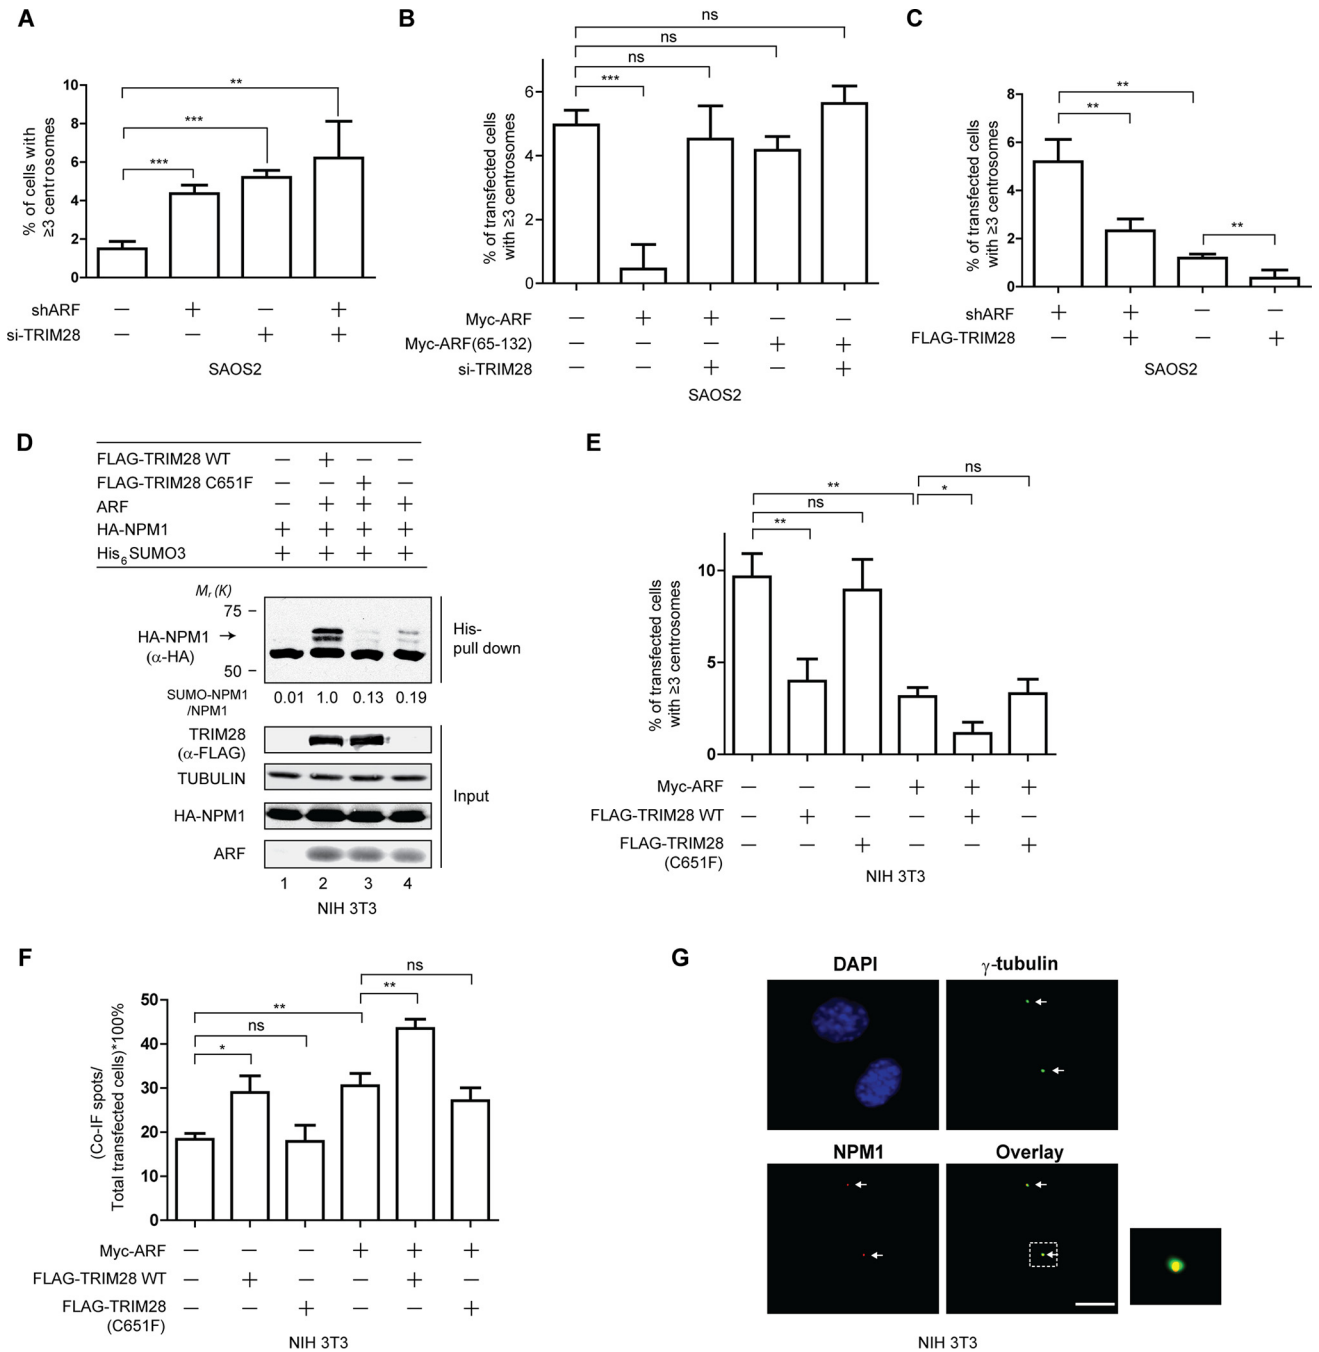 A
% of cells with
≥3 centrosomes
10
8
6
4
2
0
**
***
***
shARF − + − +
si-TRIM28 − − + +
SAOS2
B
% of transfected cells
with ≥3 centrosomes
6
4
2
0
ns
ns
ns
***
Myc-ARF − + + − −
Myc-ARF(65-132) − − − + +
si-TRIM28 − − + − +
SAOS2
C
% of transfected cells
with ≥3 centrosomes
8
6
4
2
0
**
**
**
shARF + + − −
FLAG-TRIM28 − + − +
SAOS2
D
FLAG-TRIM28 WT − + − −
FLAG-TRIM28 C651F − − + −
ARF − + + +
HA-NPM1 + + + +
His6SUMO3 + + + +
Mr (K)
75 −
HA-NPM1 →
(α-HA)
50 −
His-
pull down
SUMO-NPM1
/NPM1
0.01 1.0 0.13 0.19
TRIM28
(α-FLAG)
TUBULIN
HA-NPM1
ARF
Input
1 2 3 4
NIH 3T3
E
% of transfected cells
with ≥3 centrosomes
10
5
0
ns
**
*
ns
**
Myc-ARF − − − + + +
FLAG-TRIM28 WT − + − − + −
FLAG-TRIM28
(C651F)
− − + − − +
NIH 3T3
F
(Co-IF spots/
Total transfected cells)*100%
50
40
30
20
10
0
ns
**
**
ns
*
Myc-ARF − − − + + +
FLAG-TRIM28 WT − + − − + −
FLAG-TRIM28
(C651F)
− − + − − +
NIH 3T3
G
DAPI
γ-tubulin
NPM1
Overlay
NIH 3T3